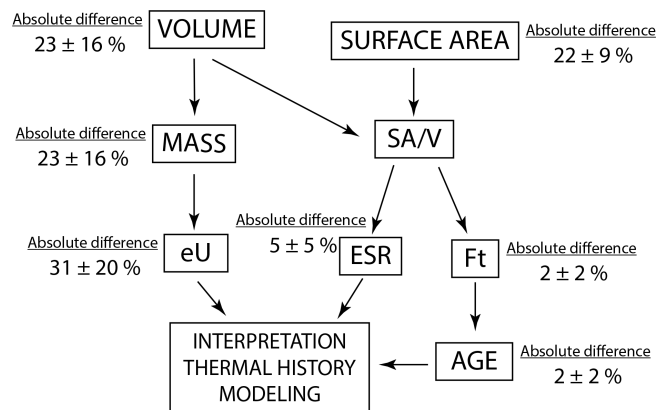 Absolute difference
23 ± 16 %
VOLUME
SURFACE AREA
Absolute difference
22 ± 9 %
Absolute difference
23 ± 16 %
MASS
SA/V
Absolute difference
31 ± 20 %
eU
Absolute difference
5 ± 5 %
ESR
Ft
Absolute difference
2 ± 2 %
INTERPRETATION
THERMAL HISTORY
MODELING
AGE
Absolute difference
2 ± 2 %